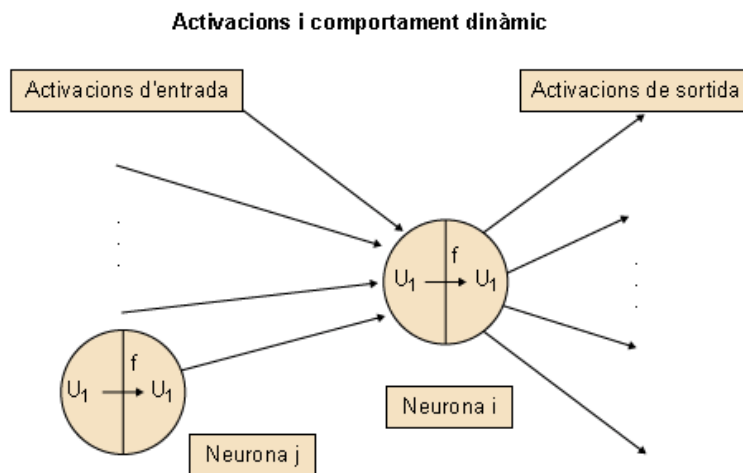 Activacions i comportament dinàmic
Activacions d'entrada
Activacions de sortida
f
U1 U1
f
U1 U1
Neurona i
Neurona j